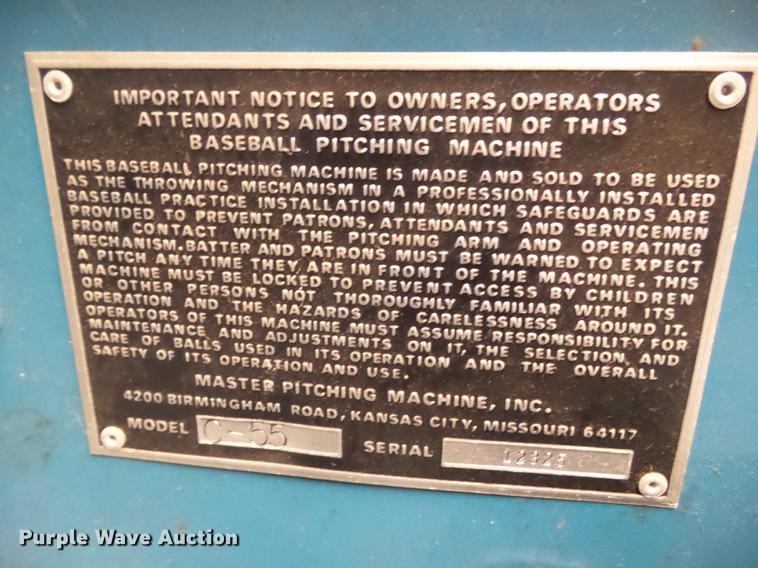 IMPORTANT NOTICE TO OWNERS, OPERATORS
ATTENDANTS AND SERVICEMEN OF THIS
BASEBALL PITCHING MACHINE
THIS BASEBALL PITCHING MACHINE IS MADE AND SOLD TO BE USED
AS THE THROWING MECHANISM IN A PROFESSIONALLY INSTALLED
BASEBALL PRACTICE INSTALLATION IN WHICH SAFEGUARDS ARE
PROVIDED TO PREVENT PATRONS, ATTENDANTS AND SERVICEMEN
FROM CONTACT WITH THE PITCHING ARM AND OPERATING
MECHANISM. BATTER AND PATRONS MUST BE WARNED TO EXPECT
A PITCH ANY TIME THEY ARE IN FRONT OF THE MACHINE. THIS
MACHINE MUST BE LOCKED TO PREVENT ACCESS BY CHILDREN
OR OTHER PERSONS NOT THOROUGHLY FAMILIAR WITH ITS
OPERATION AND THE HAZARDS OF CARELESSNESS AROUND IT.
OPERATORS OF THIS MACHINE MUST ASSUME RESPONSIBILITY FOR
MAINTENANCE AND ADJUSTMENTS ON IT, THE SELECTION AND
CARE OF BALLS USED IN ITS OPERATION AND THE OVERALL
SAFETY OF ITS OPERATION AND USE.
MASTER PITCHING MACHINE, INC.
4200 BIRMINGHAM ROAD, KANSAS CITY, MISSOURI 64117
MODEL C-55 SERIAL 12325
Purple Wave Auction